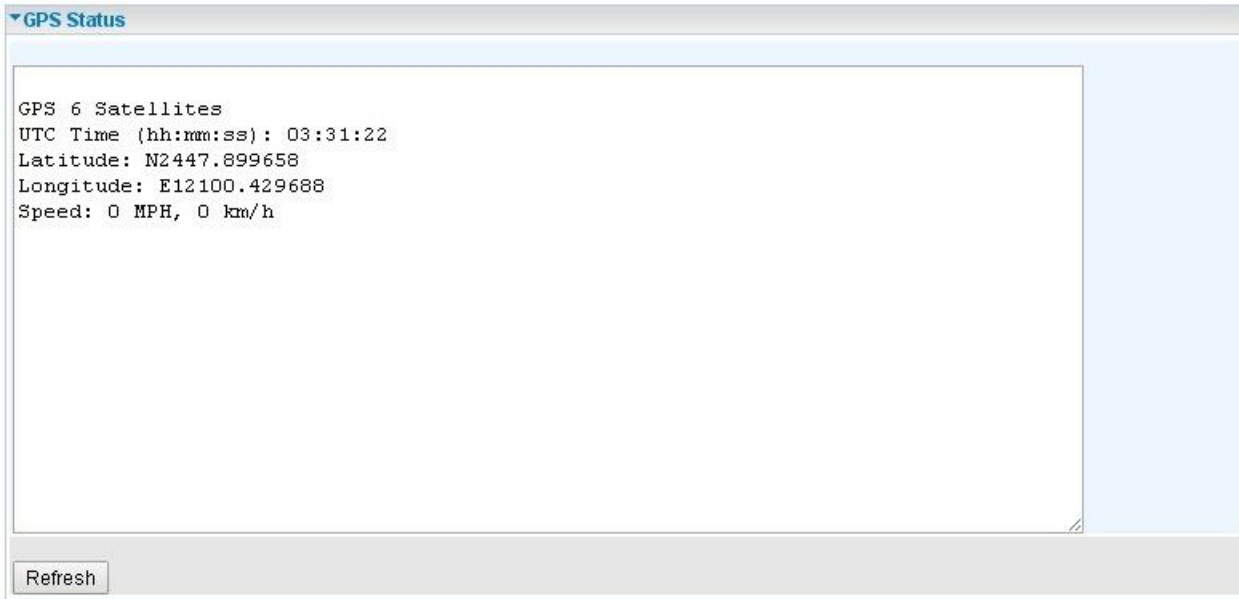 GPS Status
GPS 6 Satellites
UTC Time (hh:mm:ss): 03:31:22
Latitude: N2447.899658
Longitude: E12100.429688
Speed: 0 MPH, 0 km/h
Refresh